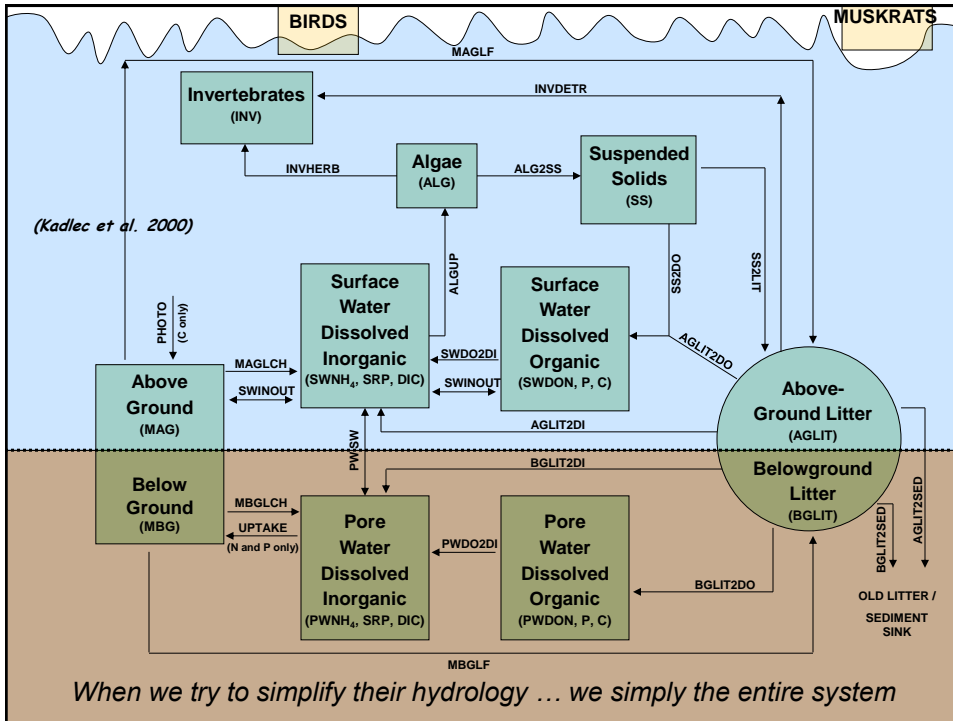 BIRDS
MUSKRATS
MAGLF
Invertebrates
(INV)
INVDETR
INVHERB
Algae
(ALG)
ALG2SS
Suspended
Solids
(SS)
(Kadlec et al. 2000)
ALGUP
SS2DO
SS2LIT
PHOTO
(C only)
Surface
Water
Dissolved
Inorganic
(SWNH₄, SRP, DIC)
Surface
Water
Dissolved
Organic
(SWDON, P, C)
MAGLCH
SWINOUT
SWDO2DI
SWINOUT
AGLIT2DO
Above
Ground
(MAG)
Above-
Ground Litter
(AGLIT)
AGLIT2DI
PW-SW
BGLIT2DI
Below
Ground
(MBG)
Belowground
Litter
(BGLIT)
MBGLCH
UPTAKE
(N and P only)
Pore
Water
Dissolved
Inorganic
(PWNH₄, SRP, DIC)
PWDO2DI
Pore
Water
Dissolved
Organic
(PWDON, P, C)
BGLIT2DO
BGLIT2SED
AGLIT2SED
OLD LITTER /
SEDIMENT
SINK
MBGLF
When we try to simplify their hydrology … we simply the entire system